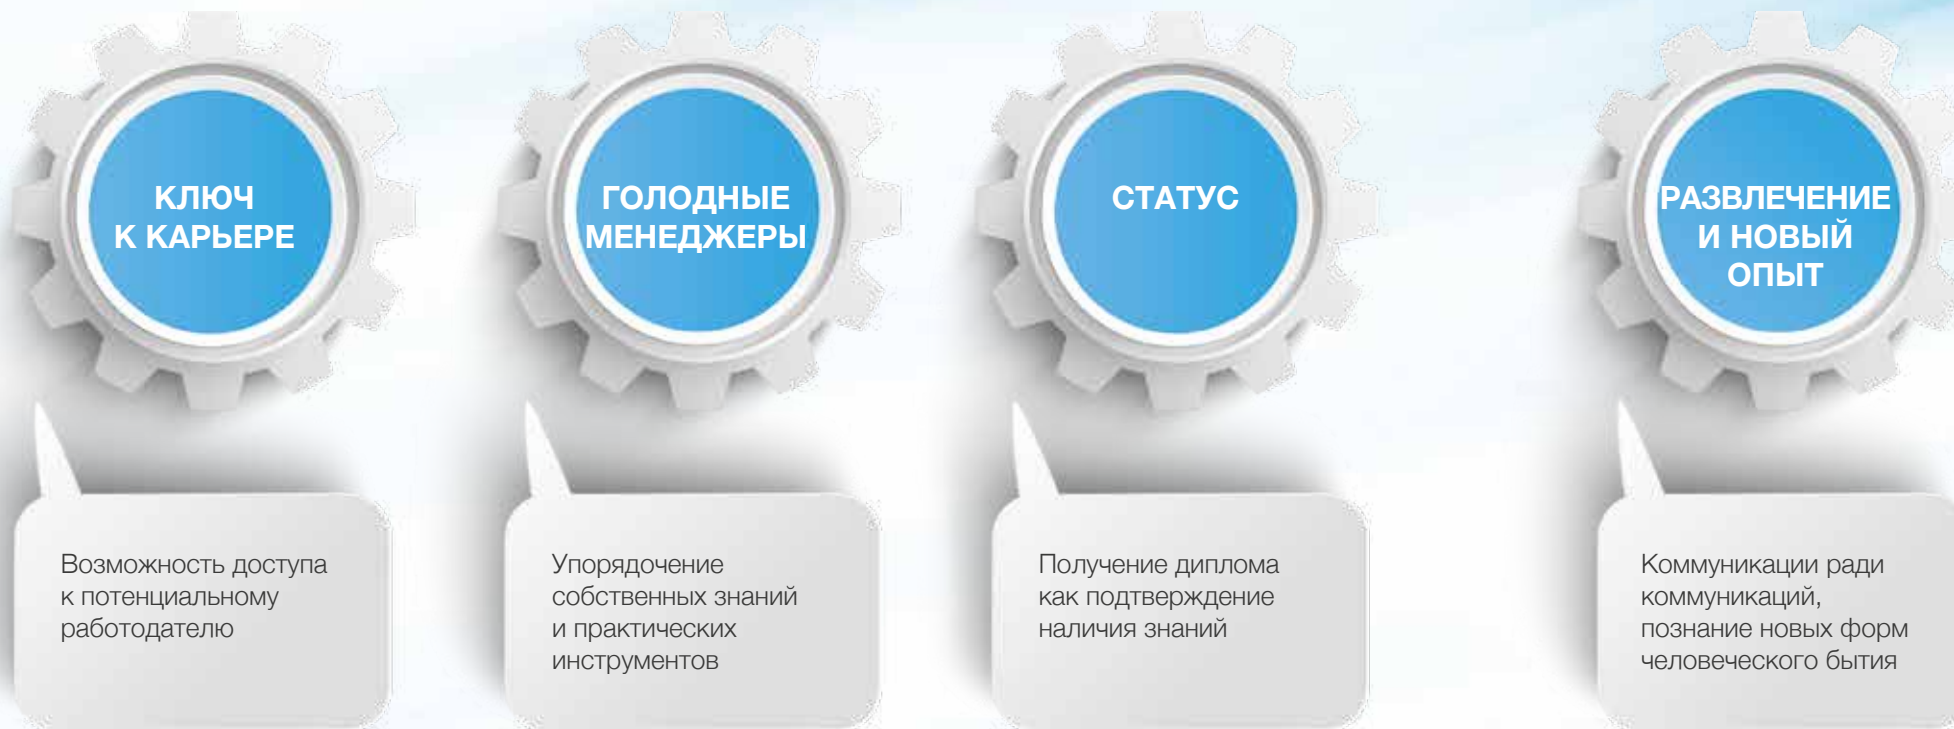 КЛЮЧ
К КАРЬЕРЕ
Возможность доступа
к потенциальному
работодателю
ГОЛОДНЫЕ
МЕНЕДЖЕРЫ
Упорядочение
собственных знаний
и практических
инструментов
СТАТУС
Получение диплома
как подтверждение
наличия знаний
РАЗВЛЕЧЕНИЕ
И НОВЫЙ
ОПЫТ
Коммуникации ради
коммуникаций,
познание новых форм
человеческого бытия